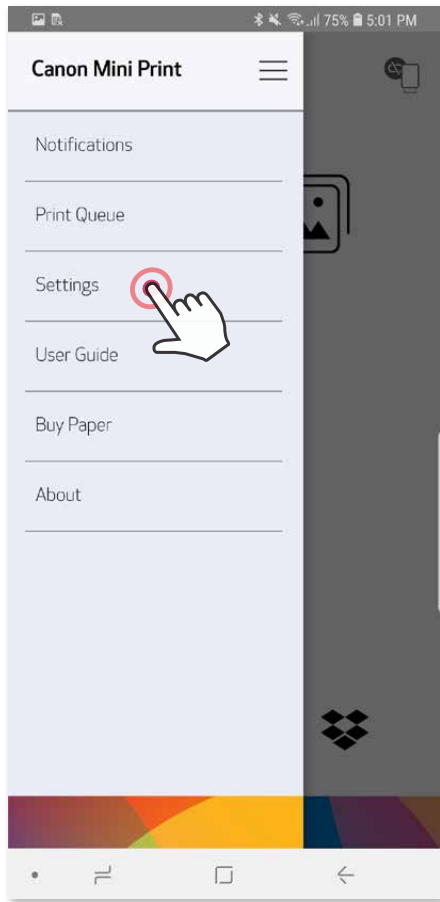 75% 5:01 PM
Canon Mini Print
Notifications
Print Queue
Settings
User Guide
Buy Paper
About